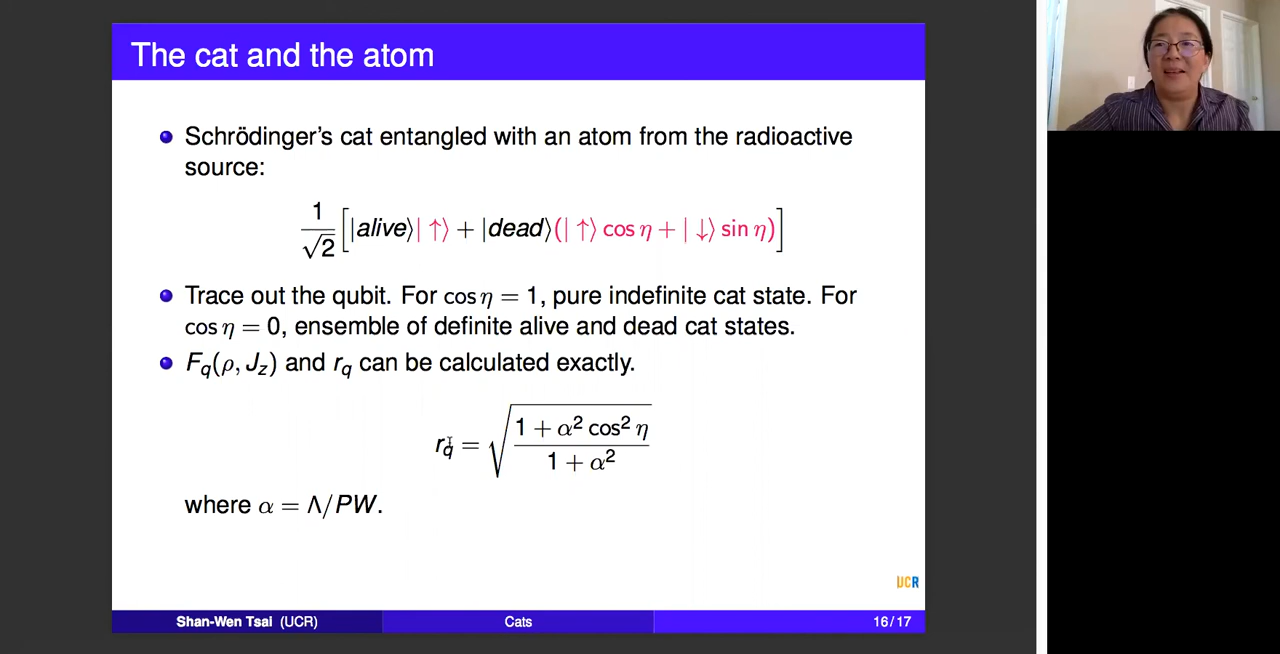 The cat and the atom
Schrödinger's cat entangled with an atom from the radioactive
source:
1/√2 [|alive⟩| ↑⟩ + |dead⟩(| ↑⟩ cos η + | ↓⟩ sin η)]
Trace out the qubit. For cos η = 1, pure indefinite cat state. For
cos η = 0, ensemble of definite alive and dead cat states.
F_q(ρ, J_z) and r_q can be calculated exactly.
r_q = √((1 + α² cos² η)/(1 + α²))
where α = Λ/PW.
UCR
Shan-Wen Tsai (UCR) Cats 16/17